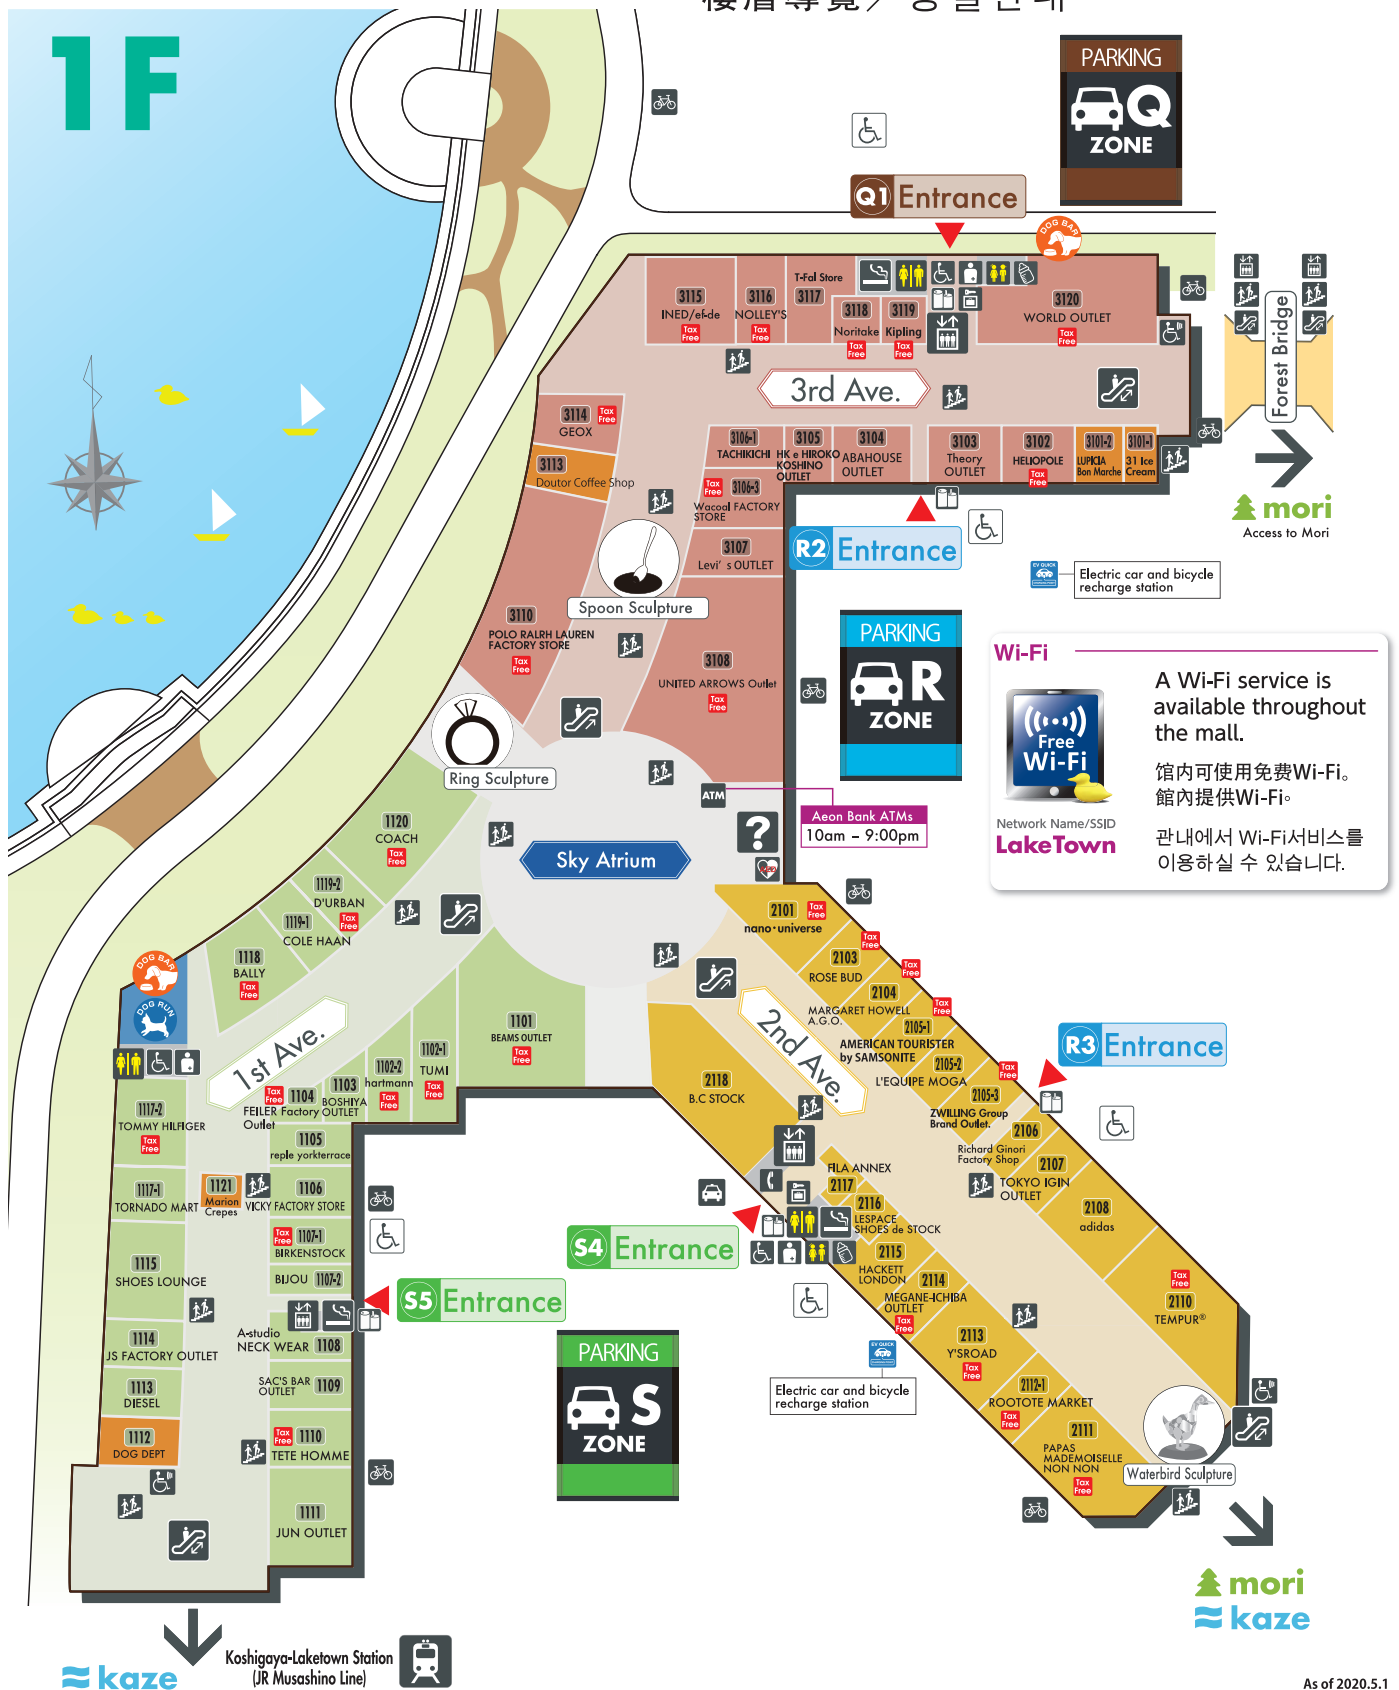 1F
PARKING
Q
ZONE
Q1 Entrance
DOG BAR
3115
INED/ef-de
Tax Free
3116
NOLLEY'S
Tax Free
T-Fal Store
3117
3118
Noritake
Tax Free
3119
Kipling
Tax Free
3120
WORLD OUTLET
Tax Free
Forest Bridge
3rd Ave.
3114
Tax Free
GEOX
3113
Doutor Coffee Shop
3106-1
TACHIKICHI
3105
HK e HIROKO
KOSHINO
OUTLET
3104
ABAHOUSE
OUTLET
3103
Theory
OUTLET
3102
HELIOPOLE
Tax Free
3101-2
LUPICIA
Bon Marche
3101-1
31 Ice
Cream
Tax Free
3106-3
Wacoal FACTORY
STORE
3107
Levi's OUTLET
mori
Access to Mori
R2 Entrance
EV QUICK
Electric car and bicycle
recharge station
Spoon Sculpture
3110
POLO RALRH LAUREN
FACTORY STORE
Tax Free
3108
UNITED ARROWS Outlet
Tax Free
PARKING
R
ZONE
Wi-Fi
A Wi-Fi service is
available throughout
the mall.
Free
Wi-Fi
馆内可使用免费Wi-Fi。
館內提供Wi-Fi。
Network Name/SSID
LakeTown
관내에서 Wi-Fi서비스를
이용하실 수 있습니다.
Ring Sculpture
ATM
Aeon Bank ATMs
10am – 9:00pm
?
Sky Atrium
1120
COACH
Tax Free
1119-2
D'URBAN
Tax Free
1119-1
COLE HAAN
1118
BALLY
Tax Free
DOG BAR
DOG RUN
1st Ave.
1101
BEAMS OUTLET
Tax Free
1102-1
TUMI
Tax Free
1102-2
hartmann
Tax Free
1103
BOSHIYA
OUTLET
Tax Free
1104
FEILER Factory
Outlet
1105
reple yorkterrace
1106
VICKY FACTORY STORE
Tax Free
1107-1
BIRKENSTOCK
BIJOU 1107-2
1117-2
TOMMY HILFIGER
Tax Free
1117-1
TORNADO MART
1121
Marion
Crepes
1115
SHOES LOUNGE
1114
JS FACTORY OUTLET
1113
DIESEL
1112
DOG DEPT
A-studio
NECK WEAR 1108
SAC'S BAR
OUTLET 1109
Tax Free
1110
TETE HOMME
1111
JUN OUTLET
S5 Entrance
S4 Entrance
PARKING
S
ZONE
2101
Tax Free
nano・universe
2103
Tax Free
ROSE BUD
2104
Tax Free
MARGARET HOWELL
A.G.O.
2105-1
Tax Free
AMERICAN TOURISTER
by SAMSONITE
2105-2
L'EQUIPE MOGA
2105-3
Tax Free
ZWILLING Group
Brand Outlet.
2106
Richard Ginori
Factory Shop
2107
TOKYO IGIN
OUTLET
2108
adidas
Tax Free
2110
TEMPUR®
R3 Entrance
2nd Ave.
2118
B.C STOCK
FILA ANNEX
2117
2116
LESPACE
SHOES de STOCK
2115
HACKETT
LONDON
2114
MEGANE-ICHIBA
OUTLET
Tax Free
2113
Y'SROAD
Tax Free
2112-1
ROOTOTE MARKET
Tax Free
2111
PAPAS
MADEMOISELLE
NON NON
Tax Free
EV QUICK
Electric car and bicycle
recharge station
Waterbird Sculpture
mori
kaze
kaze
Koshigaya-Laketown Station
(JR Musashino Line)
As of 2020.5.1